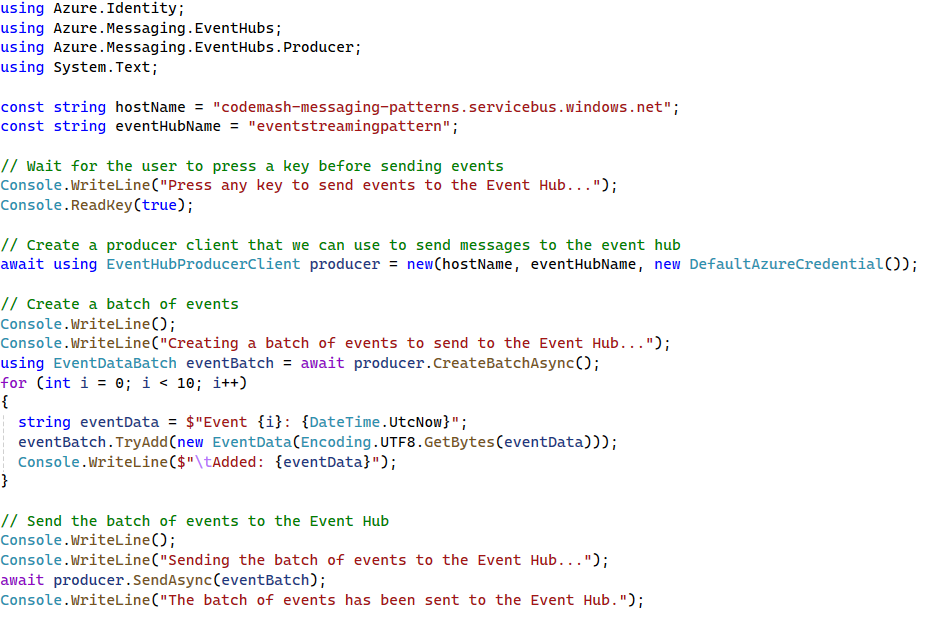 using Azure.Identity;
using Azure.Messaging.EventHubs;
using Azure.Messaging.EventHubs.Producer;
using System.Text;

const string hostName = "codemash-messaging-patterns.servicebus.windows.net";
const string eventHubName = "eventstreamingpattern";

// Wait for the user to press a key before sending events
Console.WriteLine("Press any key to send events to the Event Hub...");
Console.ReadKey(true);

// Create a producer client that we can use to send messages to the event hub
await using EventHubProducerClient producer = new(hostName, eventHubName, new DefaultAzureCredential());

// Create a batch of events
Console.WriteLine();
Console.WriteLine("Creating a batch of events to send to the Event Hub...");
using EventDataBatch eventBatch = await producer.CreateBatchAsync();
for (int i = 0; i < 10; i++)
{
  string eventData = $"Event {i}: {DateTime.UtcNow}";
  eventBatch.TryAdd(new EventData(Encoding.UTF8.GetBytes(eventData)));
  Console.WriteLine($"\tAdded: {eventData}");
}

// Send the batch of events to the Event Hub
Console.WriteLine();
Console.WriteLine("Sending the batch of events to the Event Hub...");
await producer.SendAsync(eventBatch);
Console.WriteLine("The batch of events has been sent to the Event Hub.");